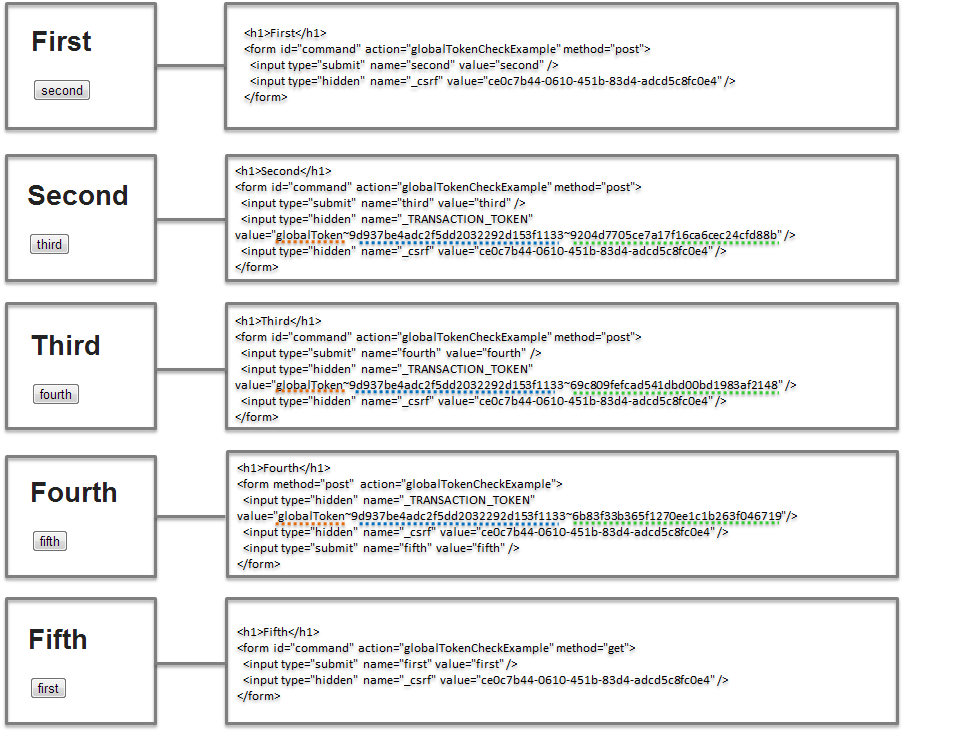 First
second
<h1>First</h1>
<form id="command" action="globalTokenCheckExample" method="post">
<input type="submit" name="second" value="second" />
<input type="hidden" name="_csrf" value="ce0c7b44-0610-451b-83d4-adcd5c8fc0e4" />
</form>
Second
third
<h1>Second</h1>
<form id="command" action="globalTokenCheckExample" method="post">
<input type="submit" name="third" value="third" />
<input type="hidden" name="_TRANSACTION_TOKEN"
value="globalToken~9d937be4adc2f5dd2032292d153f1133~9204d7705ce7a17f16ca6cec24cfd88b" />
<input type="hidden" name="_csrf" value="ce0c7b44-0610-451b-83d4-adcd5c8fc0e4" />
</form>
Third
fourth
<h1>Third</h1>
<form id="command" action="globalTokenCheckExample" method="post">
<input type="submit" name="fourth" value="fourth" />
<input type="hidden" name="_TRANSACTION_TOKEN"
value="globalToken~9d937be4adc2f5dd2032292d153f1133~69c809fefcad541dbd00bd1983af2148" />
<input type="hidden" name="_csrf" value="ce0c7b44-0610-451b-83d4-adcd5c8fc0e4" />
</form>
Fourth
fifth
<h1>Fourth</h1>
<form method="post" action="globalTokenCheckExample">
<input type="hidden" name="_TRANSACTION_TOKEN"
value="globalToken~9d937be4adc2f5dd2032292d153f1133~6b83f33b365f1270ee1c1b263f046719"/>
<input type="hidden" name="_csrf" value="ce0c7b44-0610-451b-83d4-adcd5c8fc0e4" />
<input type="submit" name="fifth" value="fifth" />
</form>
Fifth
first
<h1>Fifth</h1>
<form id="command" action="globalTokenCheckExample" method="get">
<input type="submit" name="first" value="first" />
<input type="hidden" name="_csrf" value="ce0c7b44-0610-451b-83d4-adcd5c8fc0e4" />
</form>